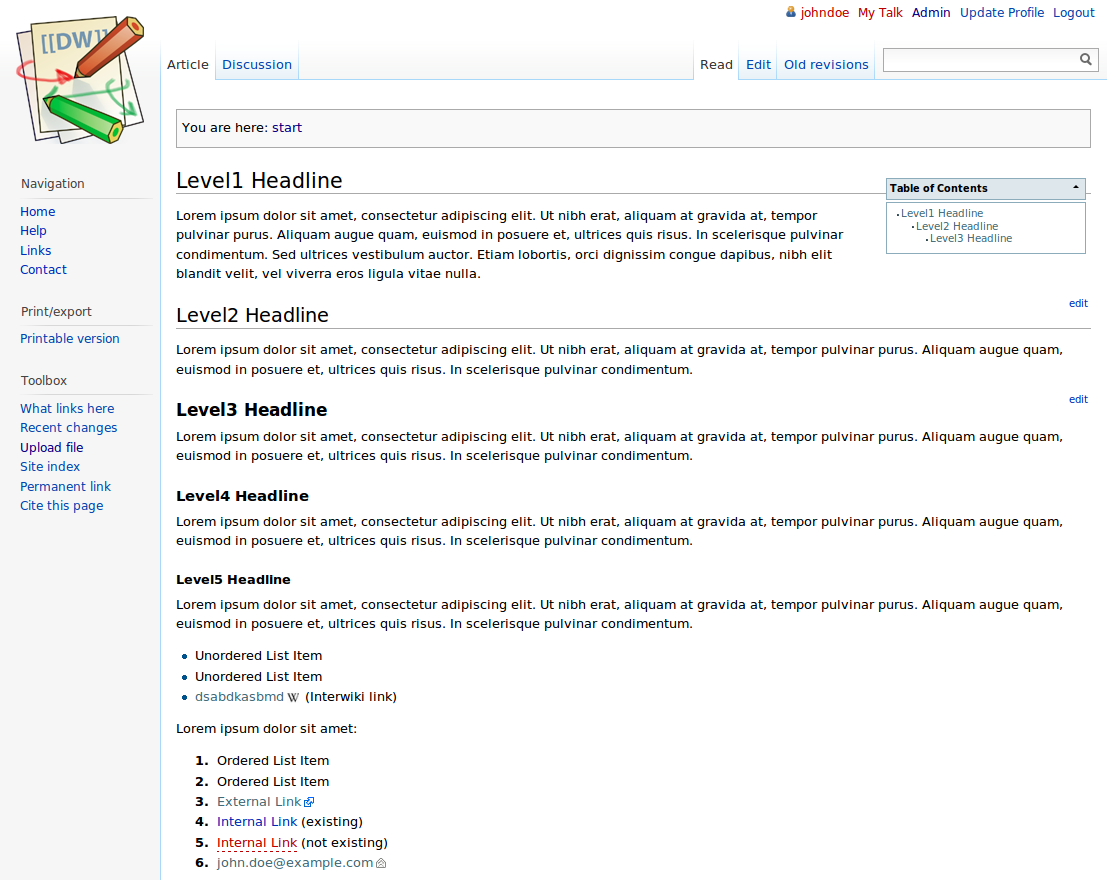 [[DW]]
johndoe My Talk Admin Update Profile Logout
Article Discussion Read Edit Old revisions
You are here: start
Navigation
Home
Help
Links
Contact
Print/export
Printable version
Toolbox
What links here
Recent changes
Upload file
Site index
Permanent link
Cite this page
Level1 Headline
Table of Contents
Level1 Headline
Level2 Headline
Level3 Headline
Lorem ipsum dolor sit amet, consectetur adipiscing elit. Ut nibh erat, aliquam at gravida at, tempor
pulvinar purus. Aliquam augue quam, euismod in posuere et, ultrices quis risus. In scelerisque pulvinar
condimentum. Sed ultrices vestibulum auctor. Etiam lobortis, orci dignissim congue dapibus, nibh elit
blandit velit, vel viverra eros ligula vitae nulla.
edit
Level2 Headline
Lorem ipsum dolor sit amet, consectetur adipiscing elit. Ut nibh erat, aliquam at gravida at, tempor pulvinar purus. Aliquam augue quam,
euismod in posuere et, ultrices quis risus. In scelerisque pulvinar condimentum.
edit
Level3 Headline
Lorem ipsum dolor sit amet, consectetur adipiscing elit. Ut nibh erat, aliquam at gravida at, tempor pulvinar purus. Aliquam augue quam,
euismod in posuere et, ultrices quis risus. In scelerisque pulvinar condimentum.
Level4 Headline
Lorem ipsum dolor sit amet, consectetur adipiscing elit. Ut nibh erat, aliquam at gravida at, tempor pulvinar purus. Aliquam augue quam,
euismod in posuere et, ultrices quis risus. In scelerisque pulvinar condimentum.
Level5 Headline
Lorem ipsum dolor sit amet, consectetur adipiscing elit. Ut nibh erat, aliquam at gravida at, tempor pulvinar purus. Aliquam augue quam,
euismod in posuere et, ultrices quis risus. In scelerisque pulvinar condimentum.
Unordered List Item
Unordered List Item
dsabdkasbmd W (Interwiki link)
Lorem ipsum dolor sit amet:
1. Ordered List Item
2. Ordered List Item
3. External Link
4. Internal Link (existing)
5. Internal Link (not existing)
6. john.doe@example.com